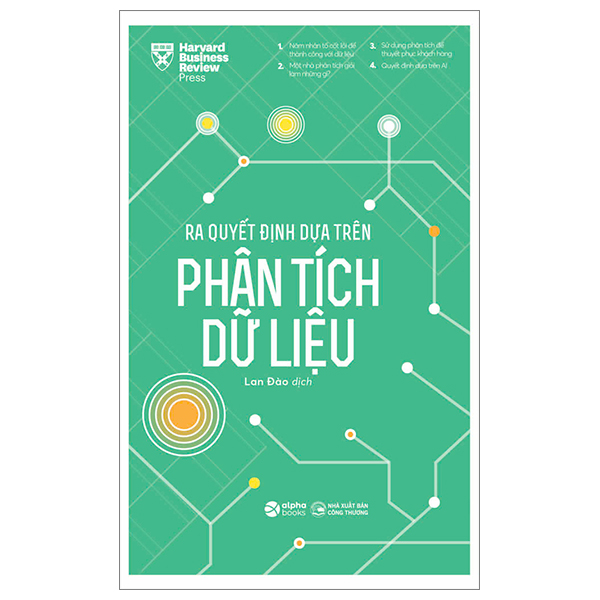 Harvard
Business
Review
Press
1. Năm nhân tố cốt lõi để
thành công với dữ liệu
2. Một nhà phân tích giỏi
làm những gì?
3. Sử dụng phân tích để
thuyết phục khách hàng
4. Quyết định dựa trên AI
RA QUYẾT ĐỊNH DỰA TRÊN
PHÂN TÍCH
DỮ LIỆU
Lan Đào dịch
alpha
books
NHÀ XUẤT BẢN
CÔNG THƯƠNG